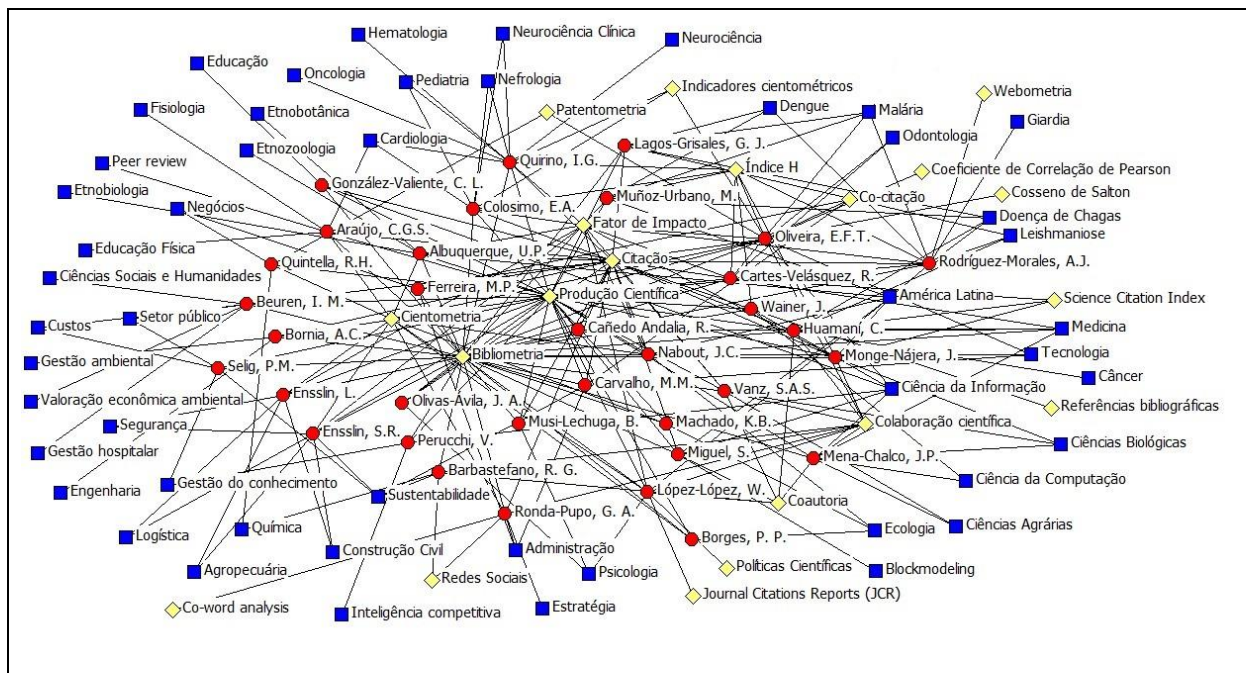 Hematologia
Neurociência Clínica
Neurociência
Educação
Oncologia
Pediatria
Nefrologia
Indicadores cientométricos
Webometria
Fisiologia
Etnobotânica
Patentometria
Dengue
Malária
Giardia
Cardiologia
Lagos-Grisales, G. J.
Odontologia
Etnozoologia
Peer review
Quirino, I.G.
Índice H
Coeficiente de Correlação de Pearson
González-Valiente, C. L.
Etnobiologia
Negócios
Colosimo, E.A.
Muñoz-Urbano, M.
Co-citação
Cosseno de Salton
Doença de Chagas
Fator de Impacto
Araújo, C.G.S.
Oliveira, E.F.T.
Leishmaniose
Educação Física
Albuquerque, U.P.
Citação
Quintella, R.H.
Rodríguez-Morales, A.J.
Ciências Sociais e Humanidades
Cartes-Velásquez, R.
Ferreira, M.P.
Produção Científica
América Latina
Science Citation Index
Beuren, I. M.
Wainer, J.
Setor público
Cientometria
Custos
Cañedo Andalia, R.
Huamaní, C.
Medicina
Bornia, A.C.
Bibliometria
Nabout, J.C.
Monge-Nájera, J.
Tecnologia
Gestão ambiental
Selig, P.M.
Câncer
Carvalho, M.M.
Vanz, S.A.S.
Ciência da Informação
Ensslin, L.
Valoração econômica ambiental
Olivas-Ávila, J. A.
Referências bibliográficas
Segurança
Musi-Lechuga, B.
Machado, K.B.
Colaboração científica
Ensslin, S.R.
Perucchi, V.
Ciências Biológicas
Gestão hospitalar
Miguel, S.
Mena-Chalco, J.P.
Barbastefano, R. G.
Engenharia
Gestão do conhecimento
Sustentabilidade
López-López, W.
Ciência da Computação
Coautoria
Ronda-Pupo, G. A.
Logística
Química
Borges, P. P.
Ecologia
Ciências Agrárias
Construção Civil
Administração
Agropecuária
Redes Sociais
Psicologia
Políticas Científicas
Blockmodeling
Journal Citations Reports (JCR)
Co-word analysis
Inteligência competitiva
Estratégia